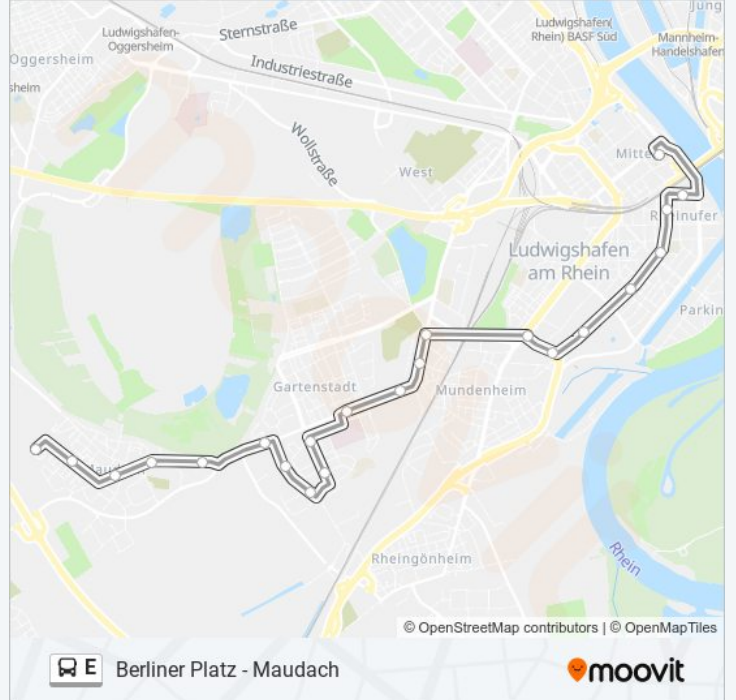 Jung
Ludwigshafen-
Oggersheim
Sternstraße
Ludwigshafen(
Rhein) BASF Süd
Mannheim-
Handelshafen
Oggersheim
sheim
Industriestraße
Wollstraße
West
Mitte
Ludwigshafen
am Rhein
Parkin
Gartenstadt
Mundenheim
Rheingönheim
Rhein
© OpenStreetMap contributors | © OpenMapTiles
E
Berliner Platz - Maudach
moovit